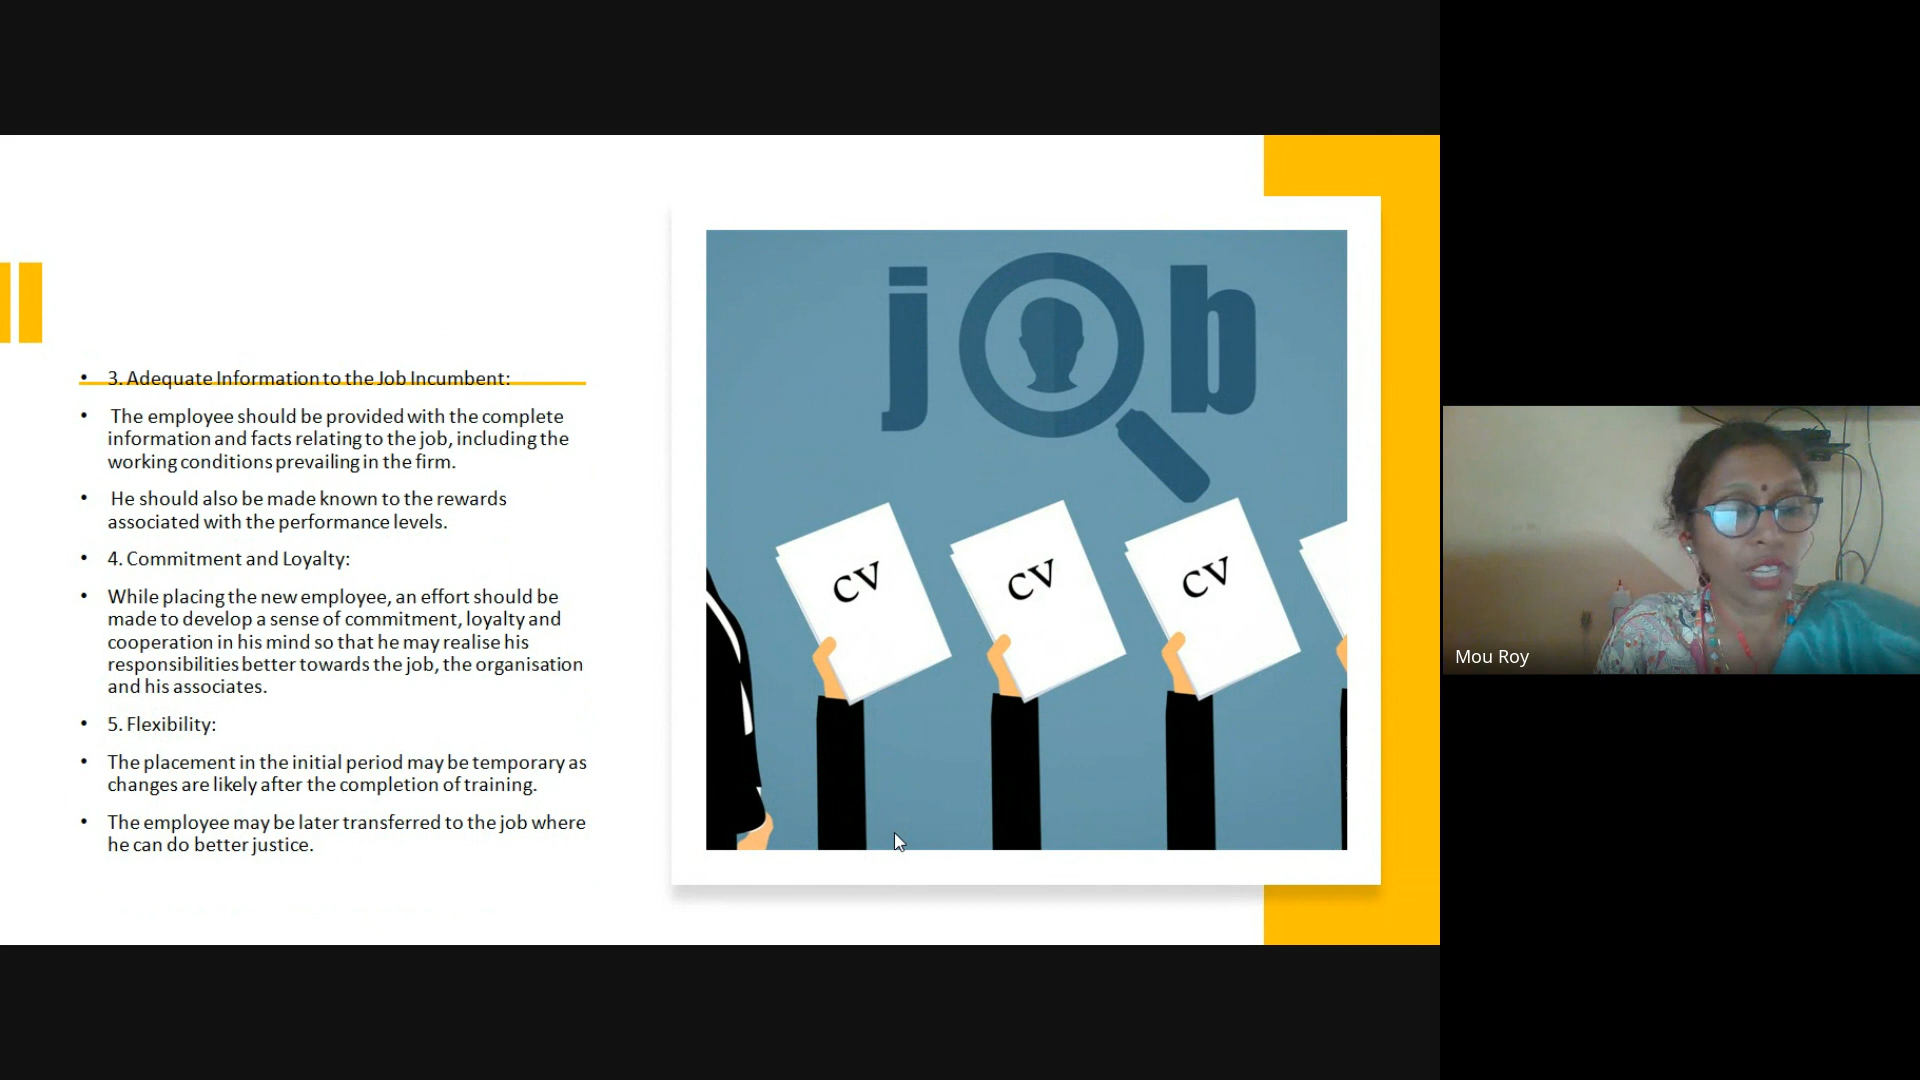 • 3. Adequate Information to the Job Incumbent:
• The employee should be provided with the complete
information and facts relating to the job, including the
working conditions prevailing in the firm.
• He should also be made known to the rewards
associated with the performance levels.
• 4. Commitment and Loyalty:
• While placing the new employee, an effort should be
made to develop a sense of commitment, loyalty and
cooperation in his mind so that he may realise his
responsibilities better towards the job, the organisation
and his associates.
• 5. Flexibility:
• The placement in the initial period may be temporary as
changes are likely after the completion of training.
• The employee may be later transferred to the job where
he can do better justice.
job
CV
CV
CV
Mou Roy